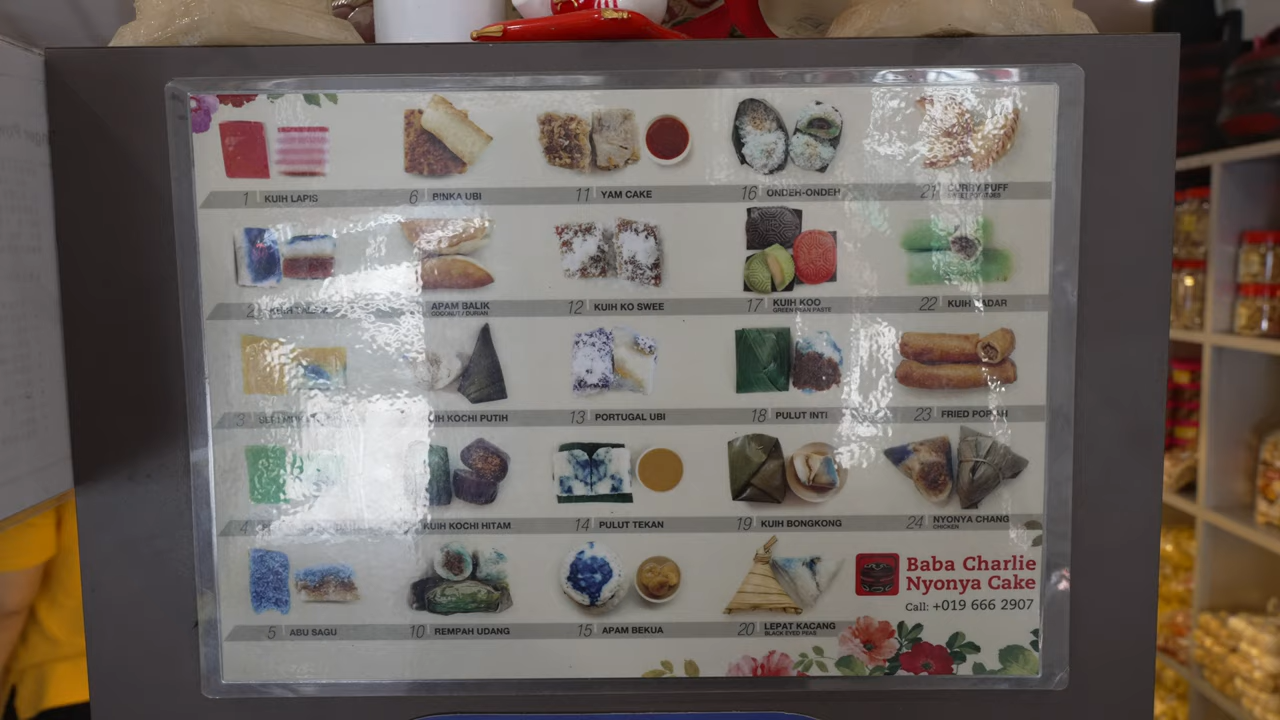 1 KUIH LAPIS
6 BINKA UBI
11 YAM CAKE
16 ONDEH-ONDEH
21 CURRY PUFF
12 KUIH KO SWEE
APAM BALIK
COCONUT / DURIAN
17 KUIH KOO
GREEN BEAN PASTE
22 KUIH DADAR
3
KOCHI PUTIH
13 PORTUGAL UBI
18 PULUT INTI
23 FRIED POPIAH
4
KUIH KOCHI HITAM
14 PULUT TEKAN
19 KUIH BONGKONG
24 NYONYA CHANG
CHICKEN
5 ABU SAGU
10 REMPAH UDANG
15 APAM BEKUA
20 LEPAT KACANG
BLACK EYED PEAS
Baba Charlie
Nyonya Cake
Call: +019 666 2907